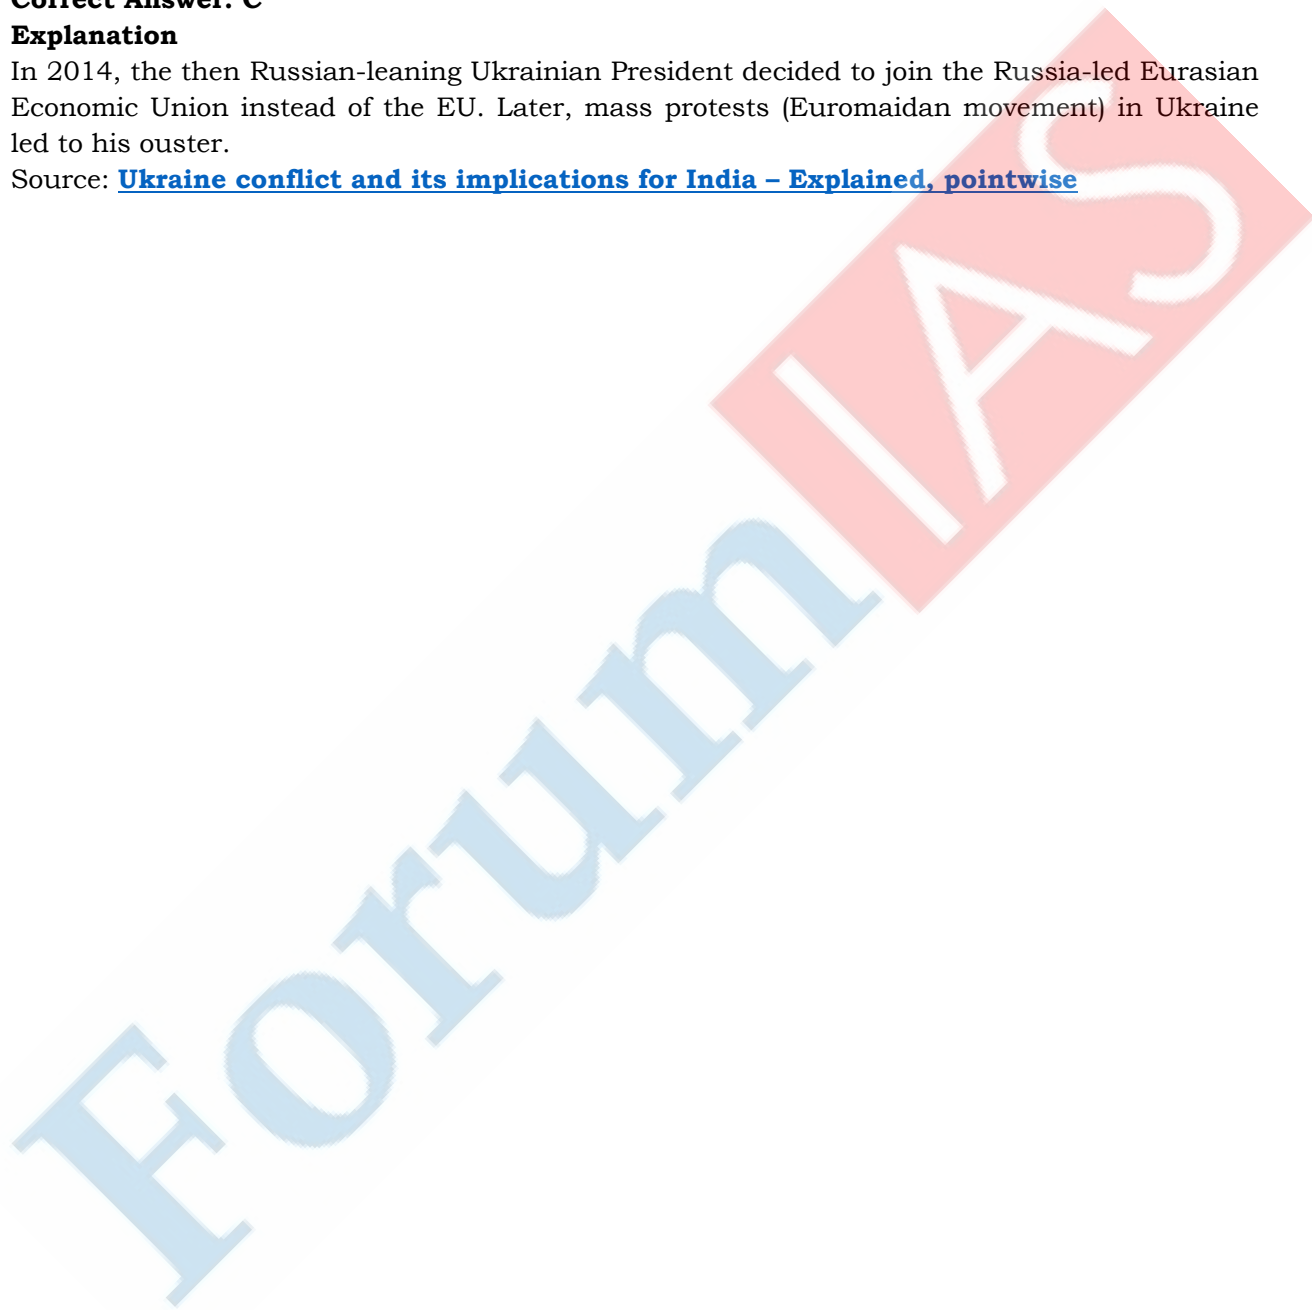 Correct Answer: C
Explanation
In 2014, the then Russian-leaning Ukrainian President decided to join the Russia-led Eurasian
Economic Union instead of the EU. Later, mass protests (Euromaidan movement) in Ukraine
led to his ouster.
Source: Ukraine conflict and its implications for India – Explained, pointwise
ForumIAS